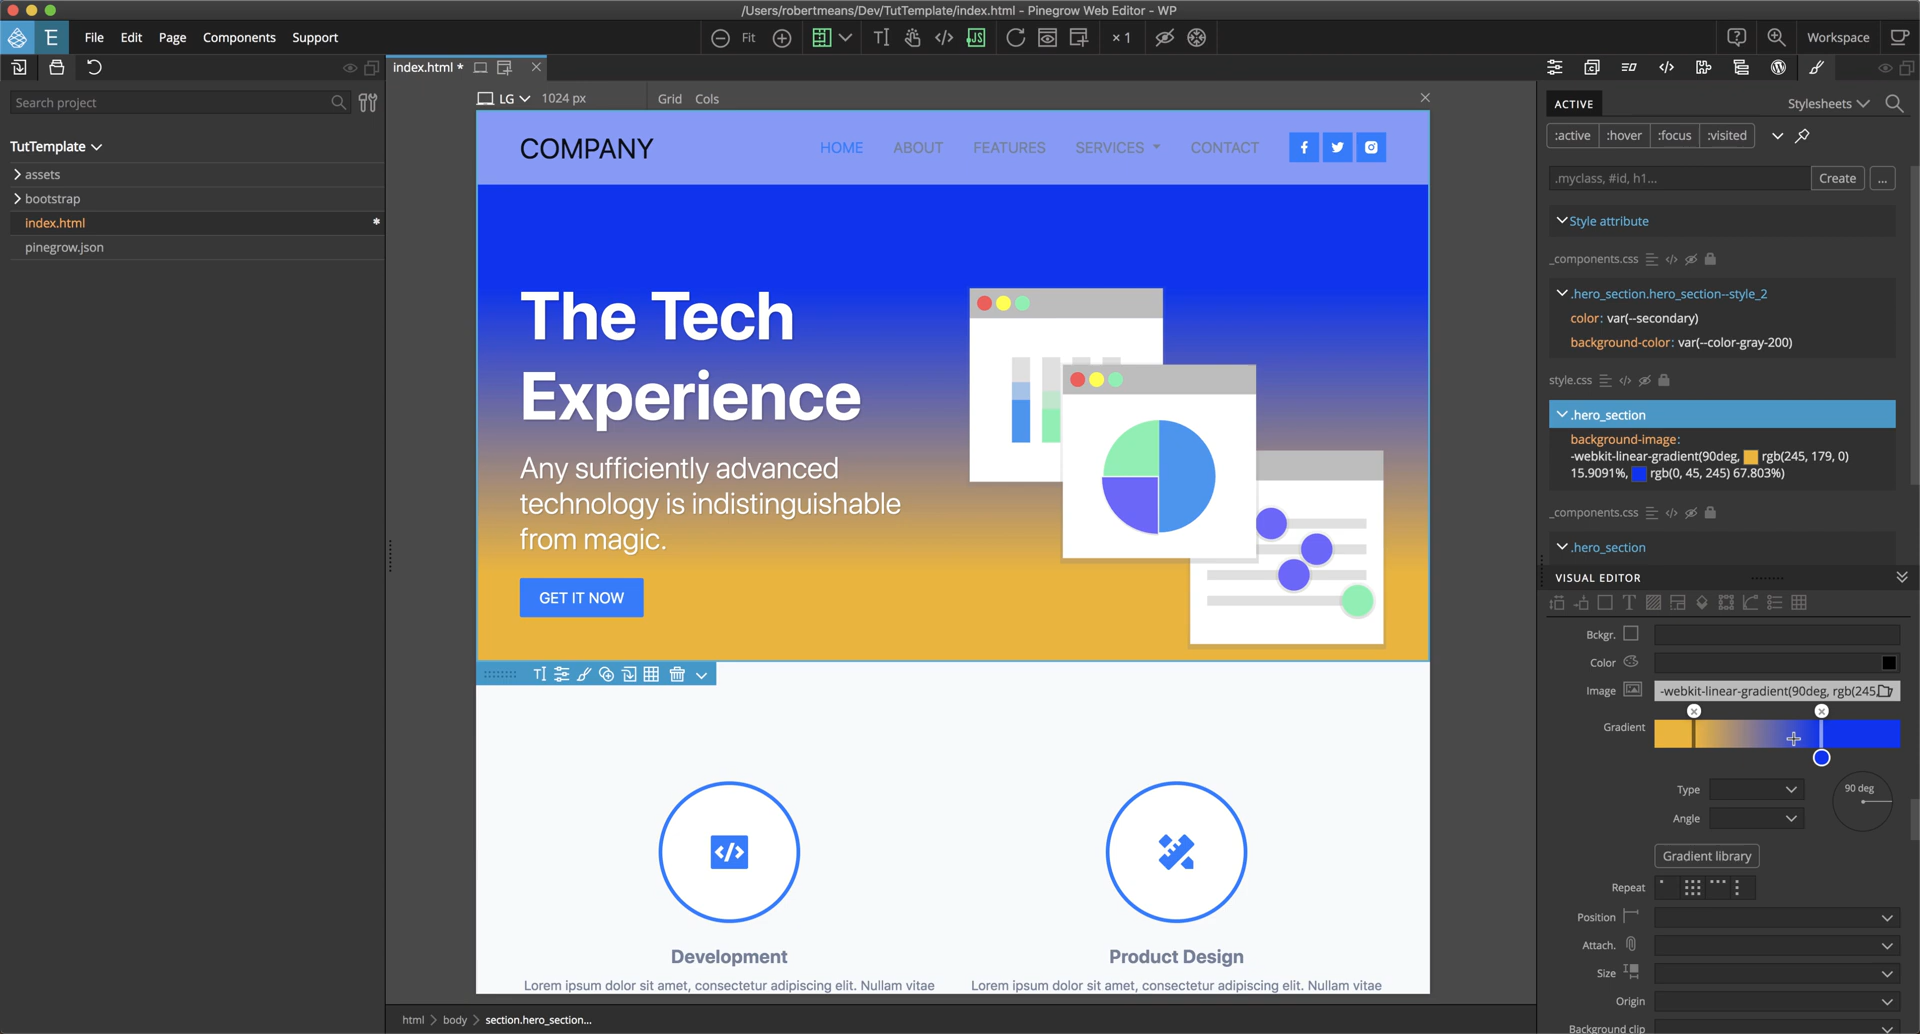 /Users/robertmeans/Dev/TutTemplate/index.html - Pinegrow Web Editor - WP
E File Edit Page Components Support
Fit JS × 1 Workspace
index.html *
Search project
TutTemplate
assets
bootstrap
index.html *
pinegrow.json
LG 1024 px Grid Cols
COMPANY HOME ABOUT FEATURES SERVICES CONTACT
The Tech
Experience
Any sufficiently advanced
technology is indistinguishable
from magic.
GET IT NOW
Development
Lorem ipsum dolor sit amet, consectetur adipiscing elit. Nullam vitae
Product Design
Lorem ipsum dolor sit amet, consectetur adipiscing elit. Nullam vitae
html body section.hero_section...
ACTIVE Stylesheets
:active :hover :focus :visited
.myclass, #id, h1... Create ...
Style attribute
_components.css
.hero_section.hero_section--style_2
color: var(--secondary)
background-color: var(--color-gray-200)
style.css
.hero_section
background-image:
-webkit-linear-gradient(90deg, rgb(245, 179, 0)
15.9091%, rgb(0, 45, 245) 67.803%)
_components.css
.hero_section
VISUAL EDITOR
Bckgr.
Color
Image -webkit-linear-gradient(90deg, rgb(245,
Gradient
Type 90 deg
Angle
Gradient library
Repeat
Position
Attach.
Size
Origin
Background clip